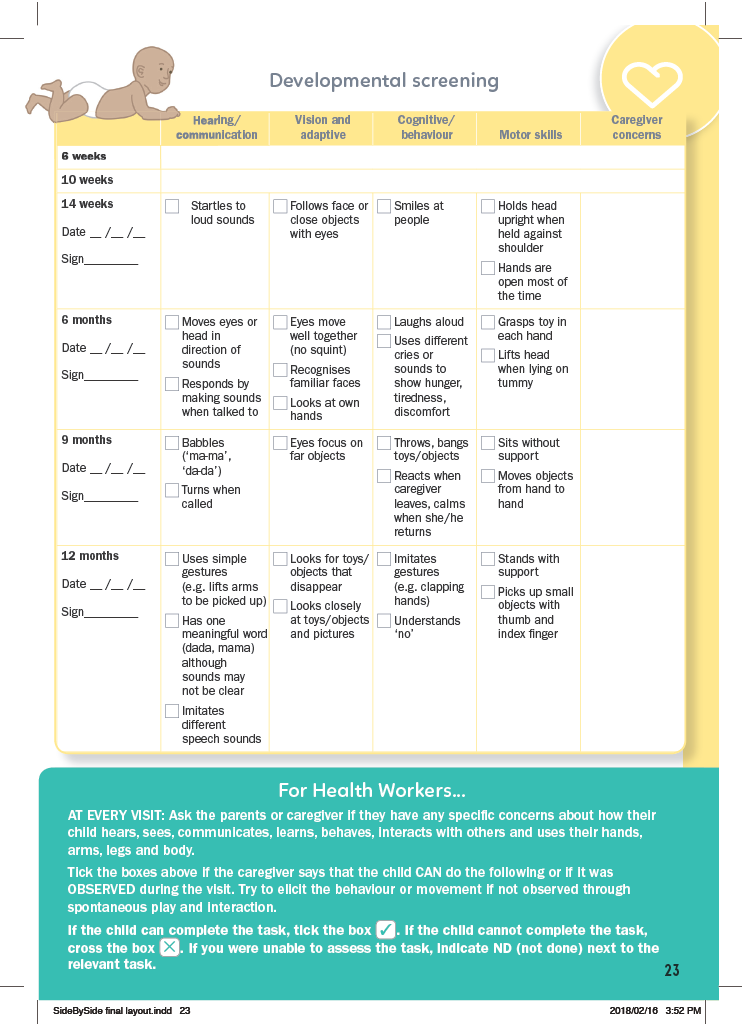 Developmental screening
Hearing/
communication
Vision and
adaptive
Cognitive/
behaviour
Motor skills
Caregiver
concerns
6 weeks
10 weeks
14 weeks
Date __ /__ /__
Sign________
Startles to
loud sounds
Follows face or
close objects
with eyes
Smiles at
people
Holds head
upright when
held against
shoulder
Hands are
open most of
the time
6 months
Date __ /__ /__
Sign________
Moves eyes or
head in
direction of
sounds
Responds by
making sounds
when talked to
Eyes move
well together
(no squint)
Recognises
familiar faces
Looks at own
hands
Laughs aloud
Uses different
cries or
sounds to
show hunger,
tiredness,
discomfort
Grasps toy in
each hand
Lifts head
when lying on
tummy
9 months
Date __ /__ /__
Sign________
Babbles
(‘ma-ma’,
‘da-da’)
Turns when
called
Eyes focus on
far objects
Throws, bangs
toys/objects
Reacts when
caregiver
leaves, calms
when she/he
returns
Sits without
support
Moves objects
from hand to
hand
12 months
Date __ /__ /__
Sign________
Uses simple
gestures
(e.g. lifts arms
to be picked up)
Has one
meaningful word
(dada, mama)
although
sounds may
not be clear
Imitates
different
speech sounds
Looks for toys/
objects that
disappear
Looks closely
at toys/objects
and pictures
Imitates
gestures
(e.g. clapping
hands)
Understands
‘no’
Stands with
support
Picks up small
objects with
thumb and
index finger
For Health Workers...
AT EVERY VISIT: Ask the parents or caregiver if they have any specific concerns about how their
child hears, sees, communicates, learns, behaves, interacts with others and uses their hands,
arms, legs and body.
Tick the boxes above if the caregiver says that the child CAN do the following or if it was
OBSERVED during the visit. Try to elicit the behaviour or movement if not observed through
spontaneous play and interaction.
If the child can complete the task, tick the box ✓. If the child cannot complete the task,
cross the box ✕. If you were unable to assess the task, indicate ND (not done) next to the
relevant task.
23
SideBySide final layout.indd 23
2018/02/16 3:52 PM